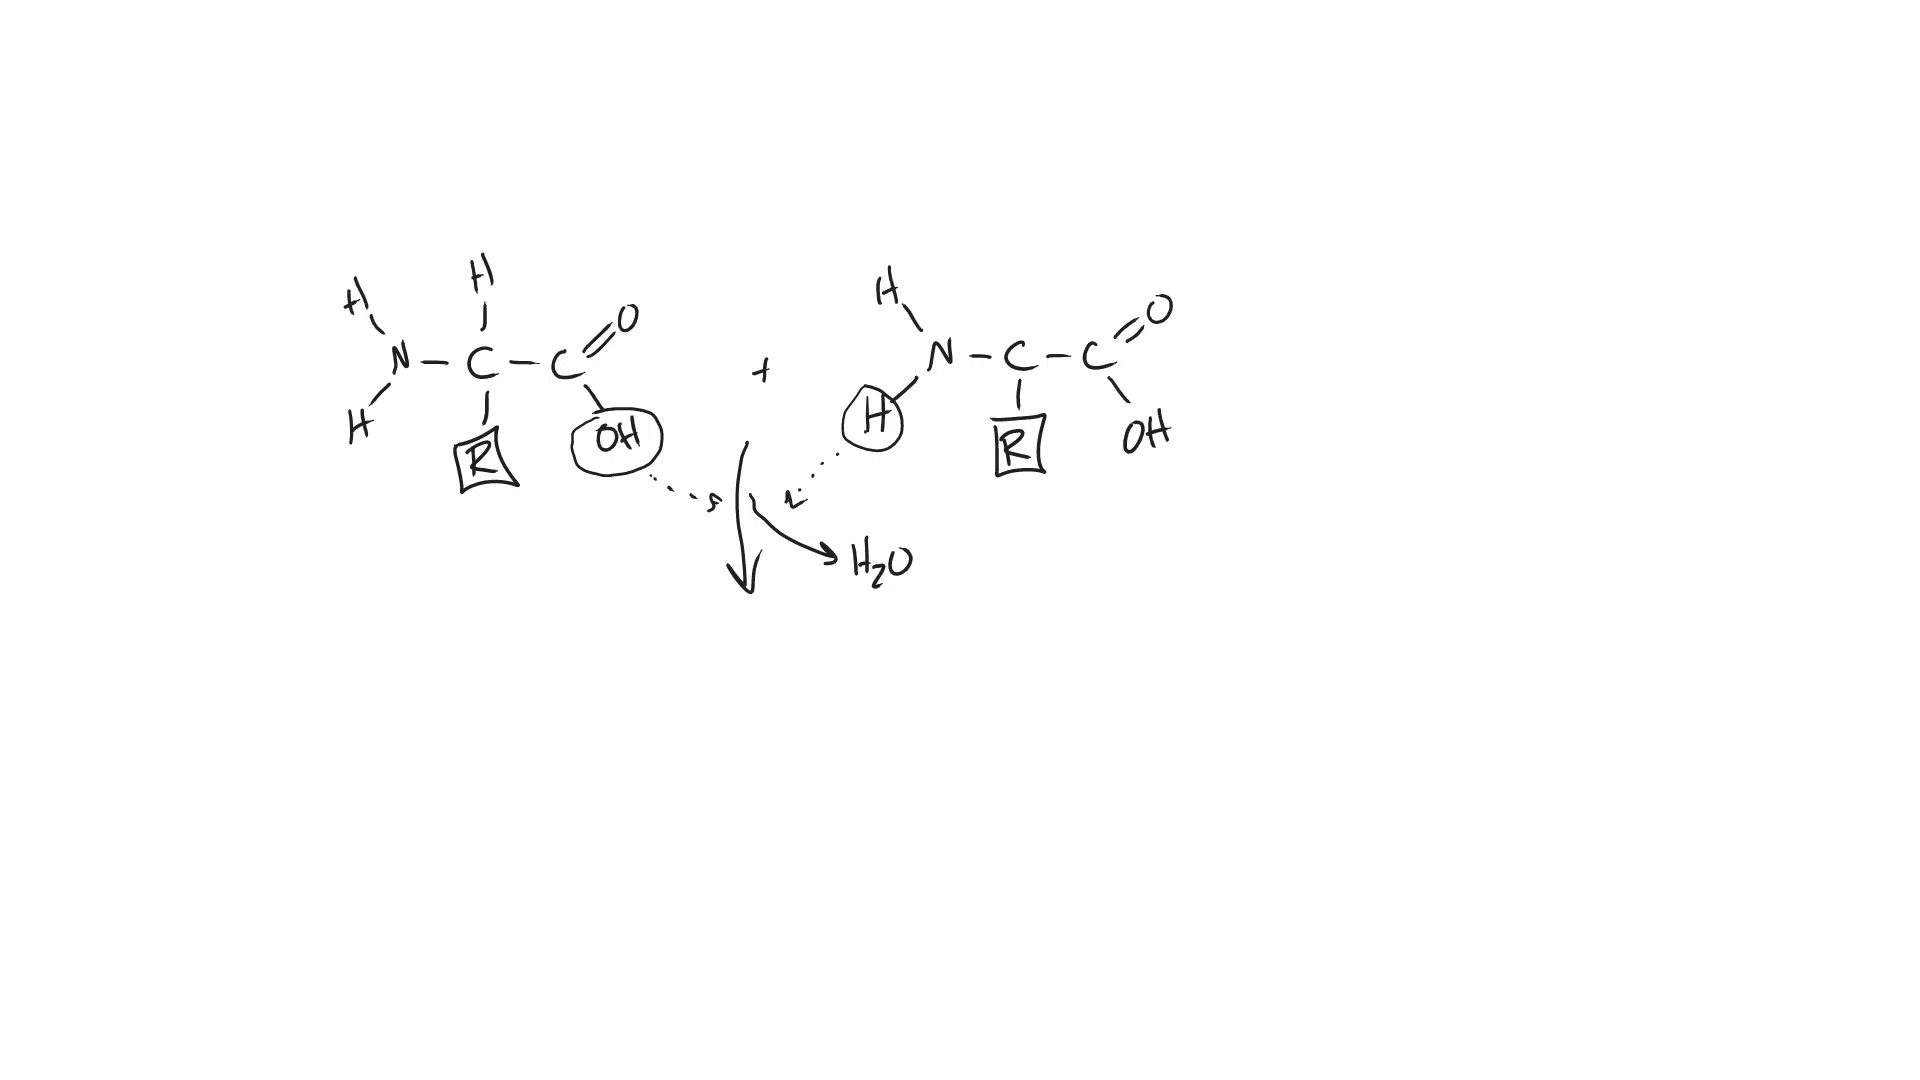 H H H
N - C - C = O + N - C - C = O
H R OH H R OH
H₂O